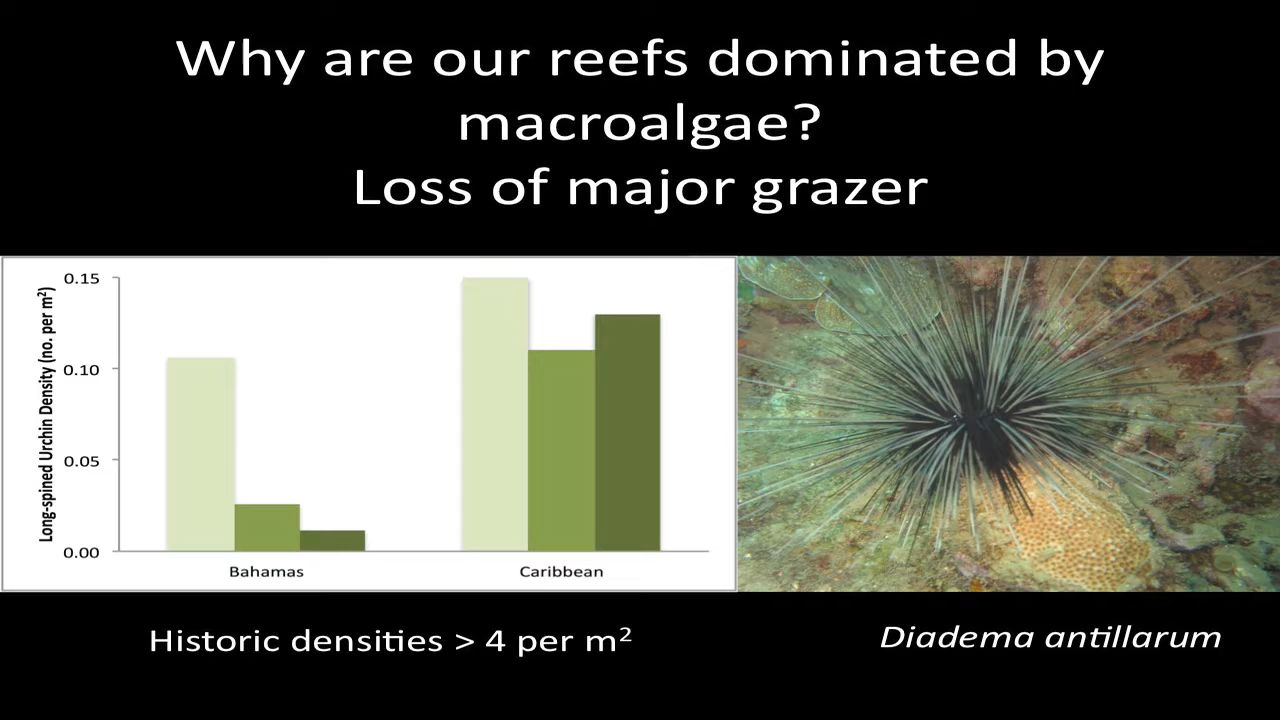 Why are our reefs dominated by
macroalgae?
Loss of major grazer
Long-spined Urchin Density (no. per m²)
0.15
0.10
0.05
0.00
Bahamas
Caribbean
Historic densities > 4 per m²
Diadema antillarum